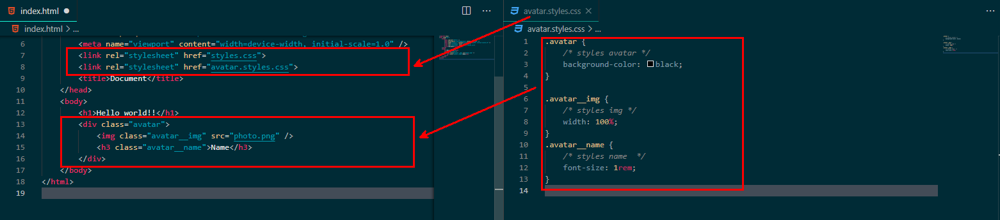 index.html
index.html > ...
6 <meta name="viewport" content="width=device-width, initial-scale=1.0" />
7 <link rel="stylesheet" href="styles.css">
8 <link rel="stylesheet" href="avatar.styles.css">
9 <title>Document</title>
10 </head>
11 <body>
12 <h1>Hello world!!</h1>
13 <div class="avatar">
14 <img class="avatar__img" src="photo.png" />
15 <h3 class="avatar__name">Name</h3>
16 </div>
17 </body>
18 </html>
19
avatar.styles.css
avatar.styles.css > ...
1 .avatar {
2 /* styles avatar */
3 background-color: black;
4 }
5
6 .avatar__img {
7 /* styles img */
8 width: 100%;
9 }
10 .avatar__name {
11 /* styles name  */
12 font-size: 1rem;
13 }
14